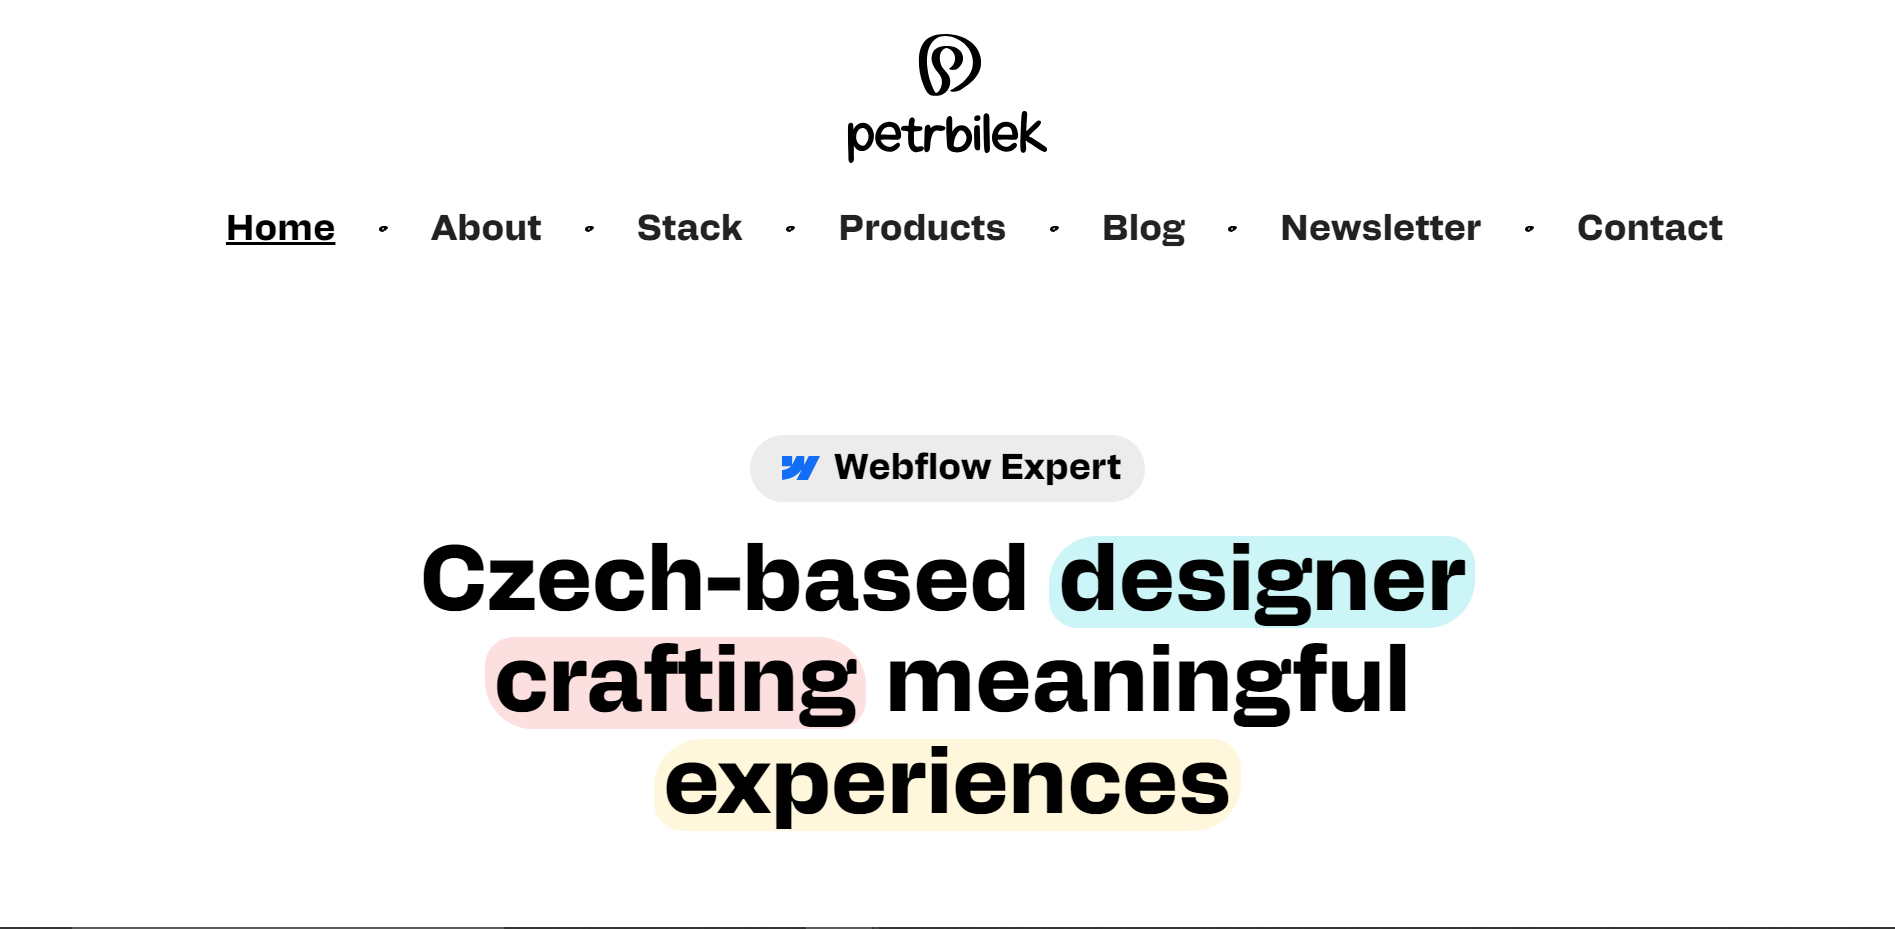 petrbilek
Home · About · Stack · Products · Blog · Newsletter · Contact
Webflow Expert
Czech-based designer
crafting meaningful
experiences